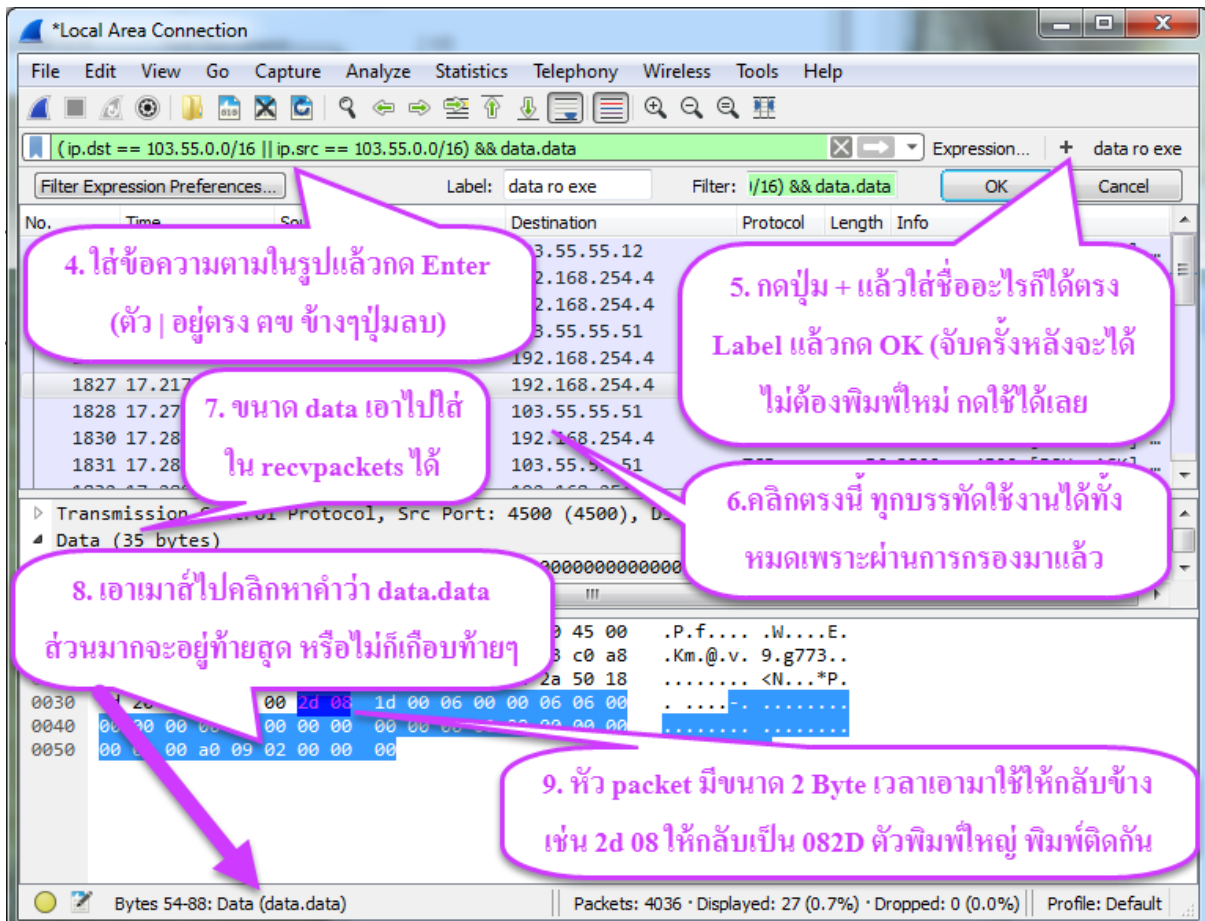 *Local Area Connection
File Edit View Go Capture Analyze Statistics Telephony Wireless Tools Help
(ip.dst == 103.55.0.0/16 || ip.src == 103.55.0.0/16) && data.data
Expression... + data ro exe
Filter Expression Preferences... Label: data ro exe Filter: )/16) && data.data OK Cancel
No. Time Destination Protocol Length Info
4. ใส่ข้อความตามในรูปแล้วกด Enter
(ตัว | อยู่ตรง ฅฃ ข้างๆปุ่มลบ)
5. กดปุ่ม + แล้วใส่ชื่ออะไรก็ได้ตรง
Label แล้วกด OK (จับครั้งหลังจะได้
ไม่ต้องพิมพ์ใหม่ กดใช้ได้เลย
3.55.55.12
2.168.254.4
2.168.254.4
3.55.55.51
192.168.254.4
1827 17.217 192.168.254.4
1828 17.27 103.55.55.51
1830 17.28 192.168.254.4
1831 17.28 103.55.55.51
7. ขนาด data เอาไปใส่
ใน recvpackets ได้
6.คลิกตรงนี้ ทุกบรรทัดใช้งานได้ทั้ง
หมดเพราะผ่านการกรองมาแล้ว
Transmission Control Protocol, Src Port: 4500 (4500), D
Data (35 bytes)
8. เอาเมาส์ไปคลิกหาคำว่า data.data
ส่วนมากจะอยู่ท้ายสุด หรือไม่ก็เกือบท้ายๆ
45 00 .P.f.... .W....E.
c0 a8 .Km.@.v. 9.g773..
2a 50 18 ........ <N...*P.
0030 00 2d 08 1d 00 06 00 00 06 06 00 . ....-. ........
0040 00 00 00 00 00 00 00 00 ........ ........
0050 00 00 a0 09 02 00 00 00
9. หัว packet มีขนาด 2 Byte เวลาเอามาใช้ให้กลับข้าง
เช่น 2d 08 ให้กลับเป็น 082D ตัวพิมพ์ใหญ่ พิมพ์ติดกัน
Bytes 54-88: Data (data.data) Packets: 4036 · Displayed: 27 (0.7%) · Dropped: 0 (0.0%) Profile: Default